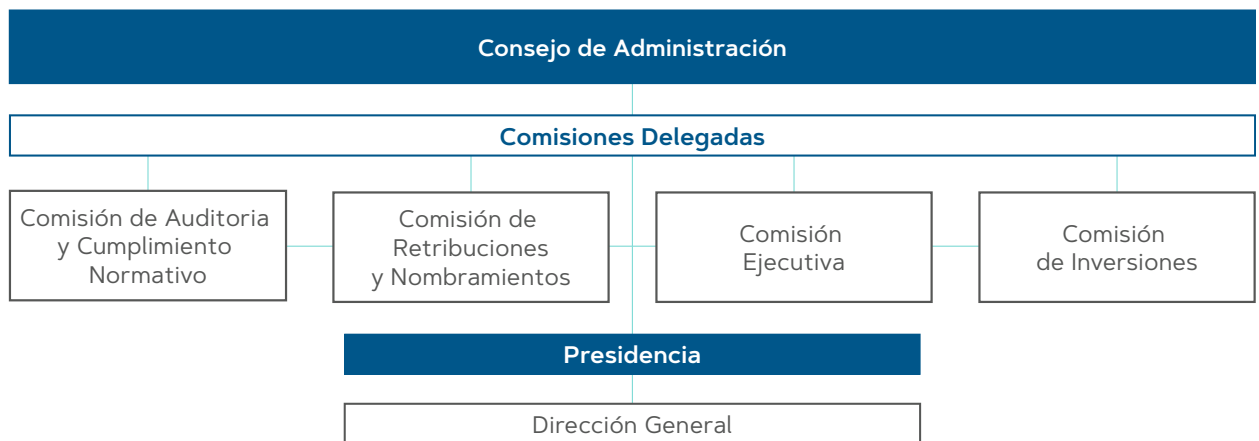 Consejo de Administración
Comisiones Delegadas
Comisión de Auditoria
y Cumplimiento
Normativo
Comisión de
Retribuciones
y Nombramientos
Comisión
Ejecutiva
Comisión
de Inversiones
Presidencia
Dirección General